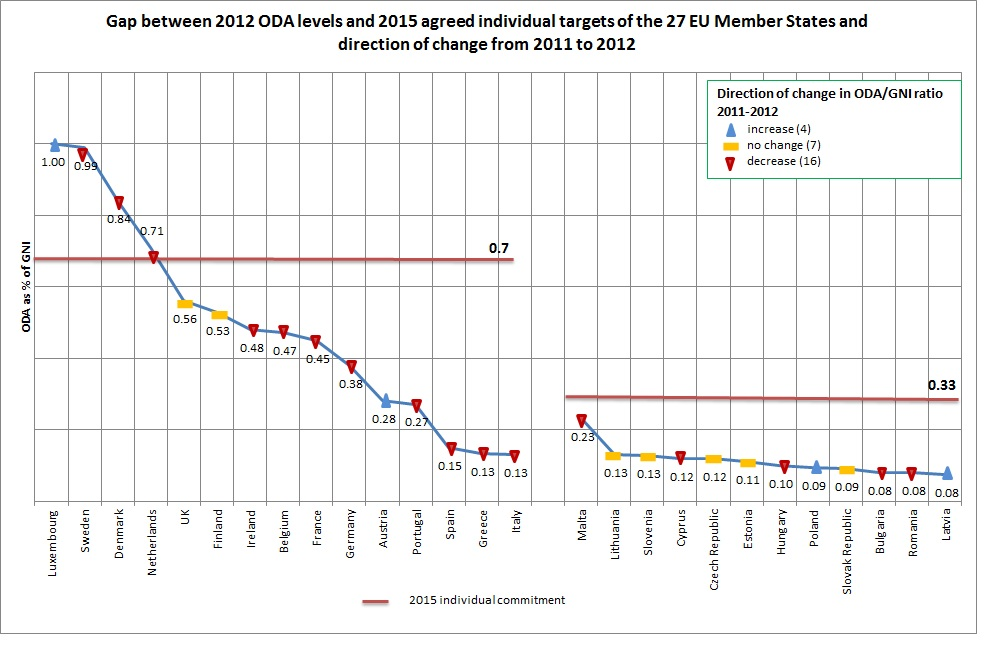 Gap between 2012 ODA levels and 2015 agreed individual targets of the 27 EU Member States and
direction of change from 2011 to 2012
Direction of change in ODA/GNI ratio
2011-2012
increase (4)
no change (7)
decrease (16)
ODA as % of GNI
1.00
0.99
0.84
0.71
0.7
0.56
0.53
0.48
0.47
0.45
0.38
0.28
0.27
0.15
0.13
0.13
0.33
0.23
0.13
0.13
0.12
0.12
0.11
0.10
0.09
0.09
0.08
0.08
0.08
Luxembourg
Sweden
Denmark
Netherlands
UK
Finland
Ireland
Belgium
France
Germany
Austria
Portugal
Spain
Greece
Italy
Malta
Lithuania
Slovenia
Cyprus
Czech Republic
Estonia
Hungary
Poland
Slovak Republic
Bulgaria
Romania
Latvia
2015 individual commitment